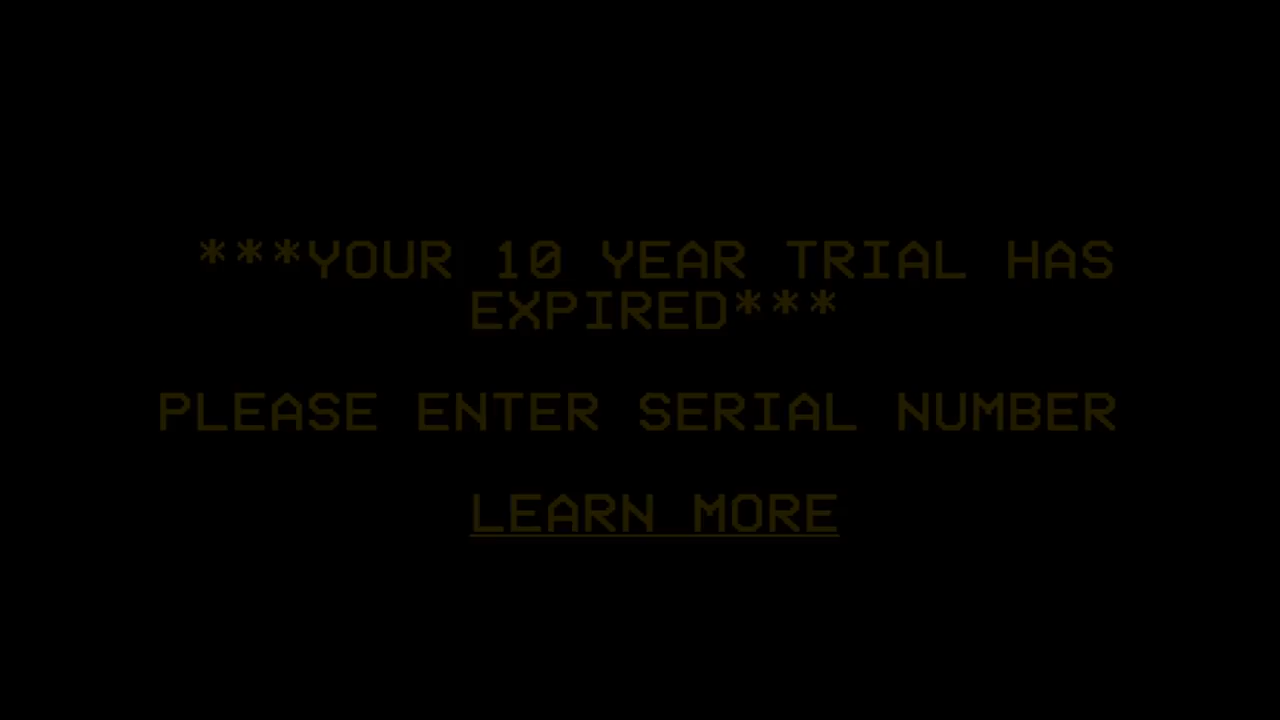 ***YOUR 10 YEAR TRIAL HAS
EXPIRED***
PLEASE ENTER SERIAL NUMBER
LEARN MORE